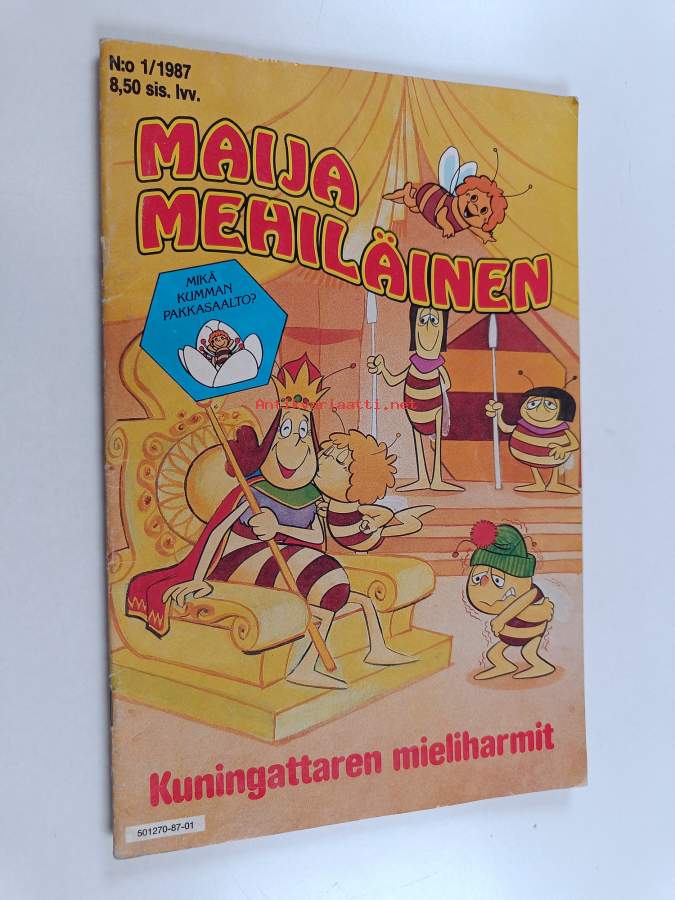 N:o 1/1987
8,50 sis. lvv.
MAIJA
MEHILÄINEN
MIKÄ
KUMMAN
PAKKASAALTO?
Antikvariaatti.net
Kuningattaren mieliharmit
501270-87-01